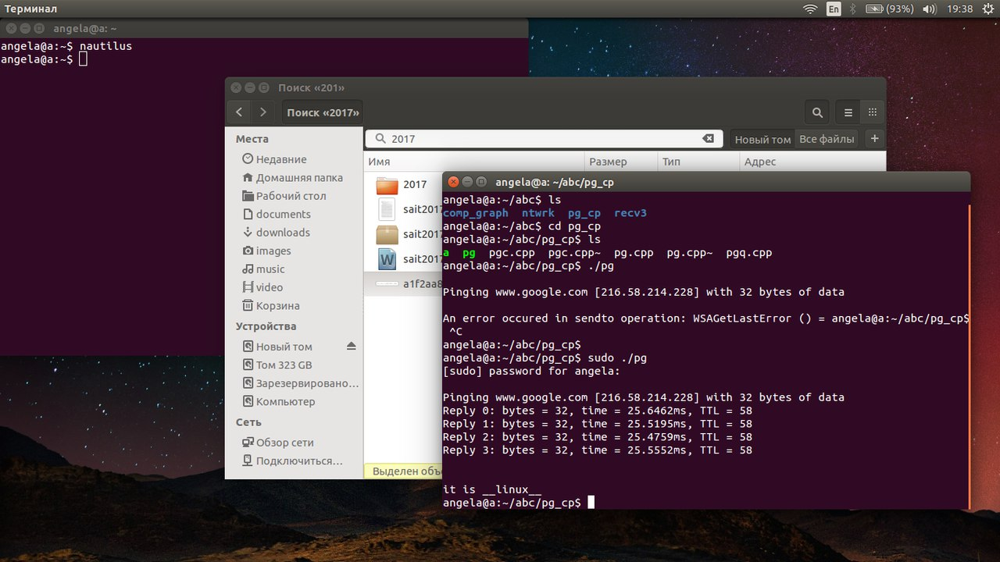 Терминал
En
(93%)
19:38
angela@a: ~
angela@a:~$ nautilus
angela@a:~$
Поиск «201»
Поиск «2017»
Места
Недавние
Домашняя папка
Рабочий стол
documents
downloads
images
music
video
Корзина
Устройства
Новый том
Том 323 GB
Зарезервировано…
Компьютер
Сеть
Обзор сети
Подключиться…
2017
Новый том
Все файлы
+
Имя
Размер
Тип
Адрес
2017
sait2017
sait2017
W
sait2017
a1f2aa8
Выделен объ
angela@a: ~/abc/pg_cp
angela@a:~/abc$ ls
comp_graph  ntwrk  pg_cp  recv3
angela@a:~/abc$ cd pg_cp
angela@a:~/abc/pg_cp$ ls
a  pg  pgc.cpp  pgc.cpp~  pg.cpp  pg.cpp~  pgq.cpp
angela@a:~/abc/pg_cp$ ./pg
Pinging www.google.com [216.58.214.228] with 32 bytes of data
An error occured in sendto operation: WSAGetLastError () = angela@a:~/abc/pg_cp$
^C
angela@a:~/abc/pg_cp$
angela@a:~/abc/pg_cp$ sudo ./pg
[sudo] password for angela:
Pinging www.google.com [216.58.214.228] with 32 bytes of data
Reply 0: bytes = 32, time = 25.6462ms, TTL = 58
Reply 1: bytes = 32, time = 25.5195ms, TTL = 58
Reply 2: bytes = 32, time = 25.4759ms, TTL = 58
Reply 3: bytes = 32, time = 25.5552ms, TTL = 58
it is __linux__
angela@a:~/abc/pg_cp$